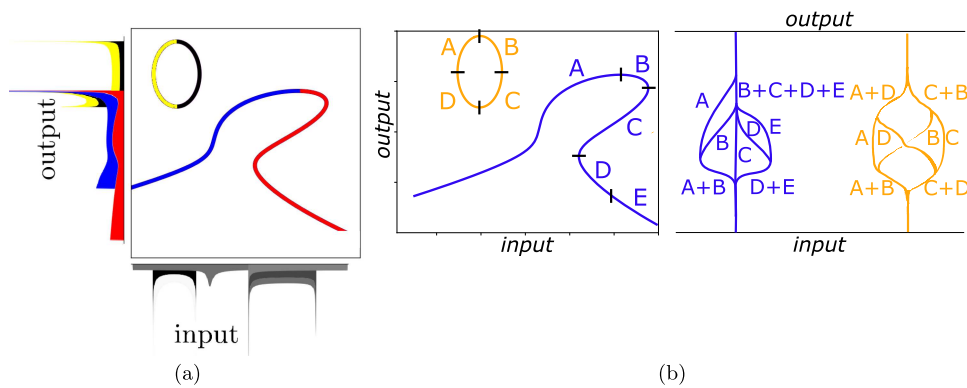 output
input
(a)
output
A B
D C
A
B
C
D
E
input
output
A
B+C+D+E
D E
B
C
A+B
D+E
A+D
C+B
A D
B C
A+B
C+D
input
(b)